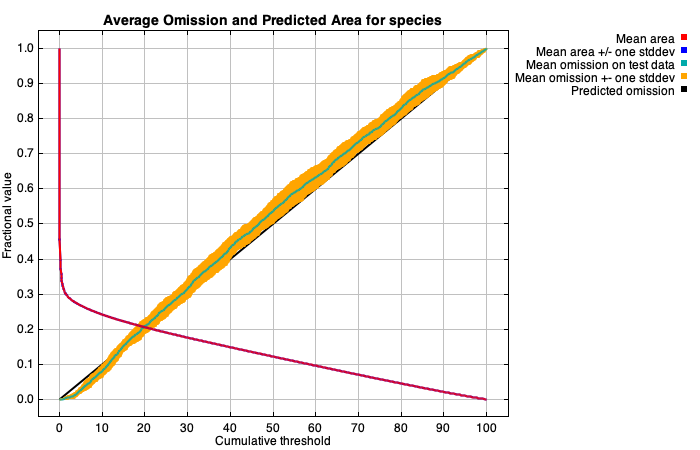 Average Omission and Predicted Area for species
Mean area
Mean area +/- one stddev
Mean omission on test data
Mean omission +- one stddev
Predicted omission
Fractional value
1.0
0.9
0.8
0.7
0.6
0.5
0.4
0.3
0.2
0.1
0.0
0 10 20 30 40 50 60 70 80 90 100
Cumulative threshold